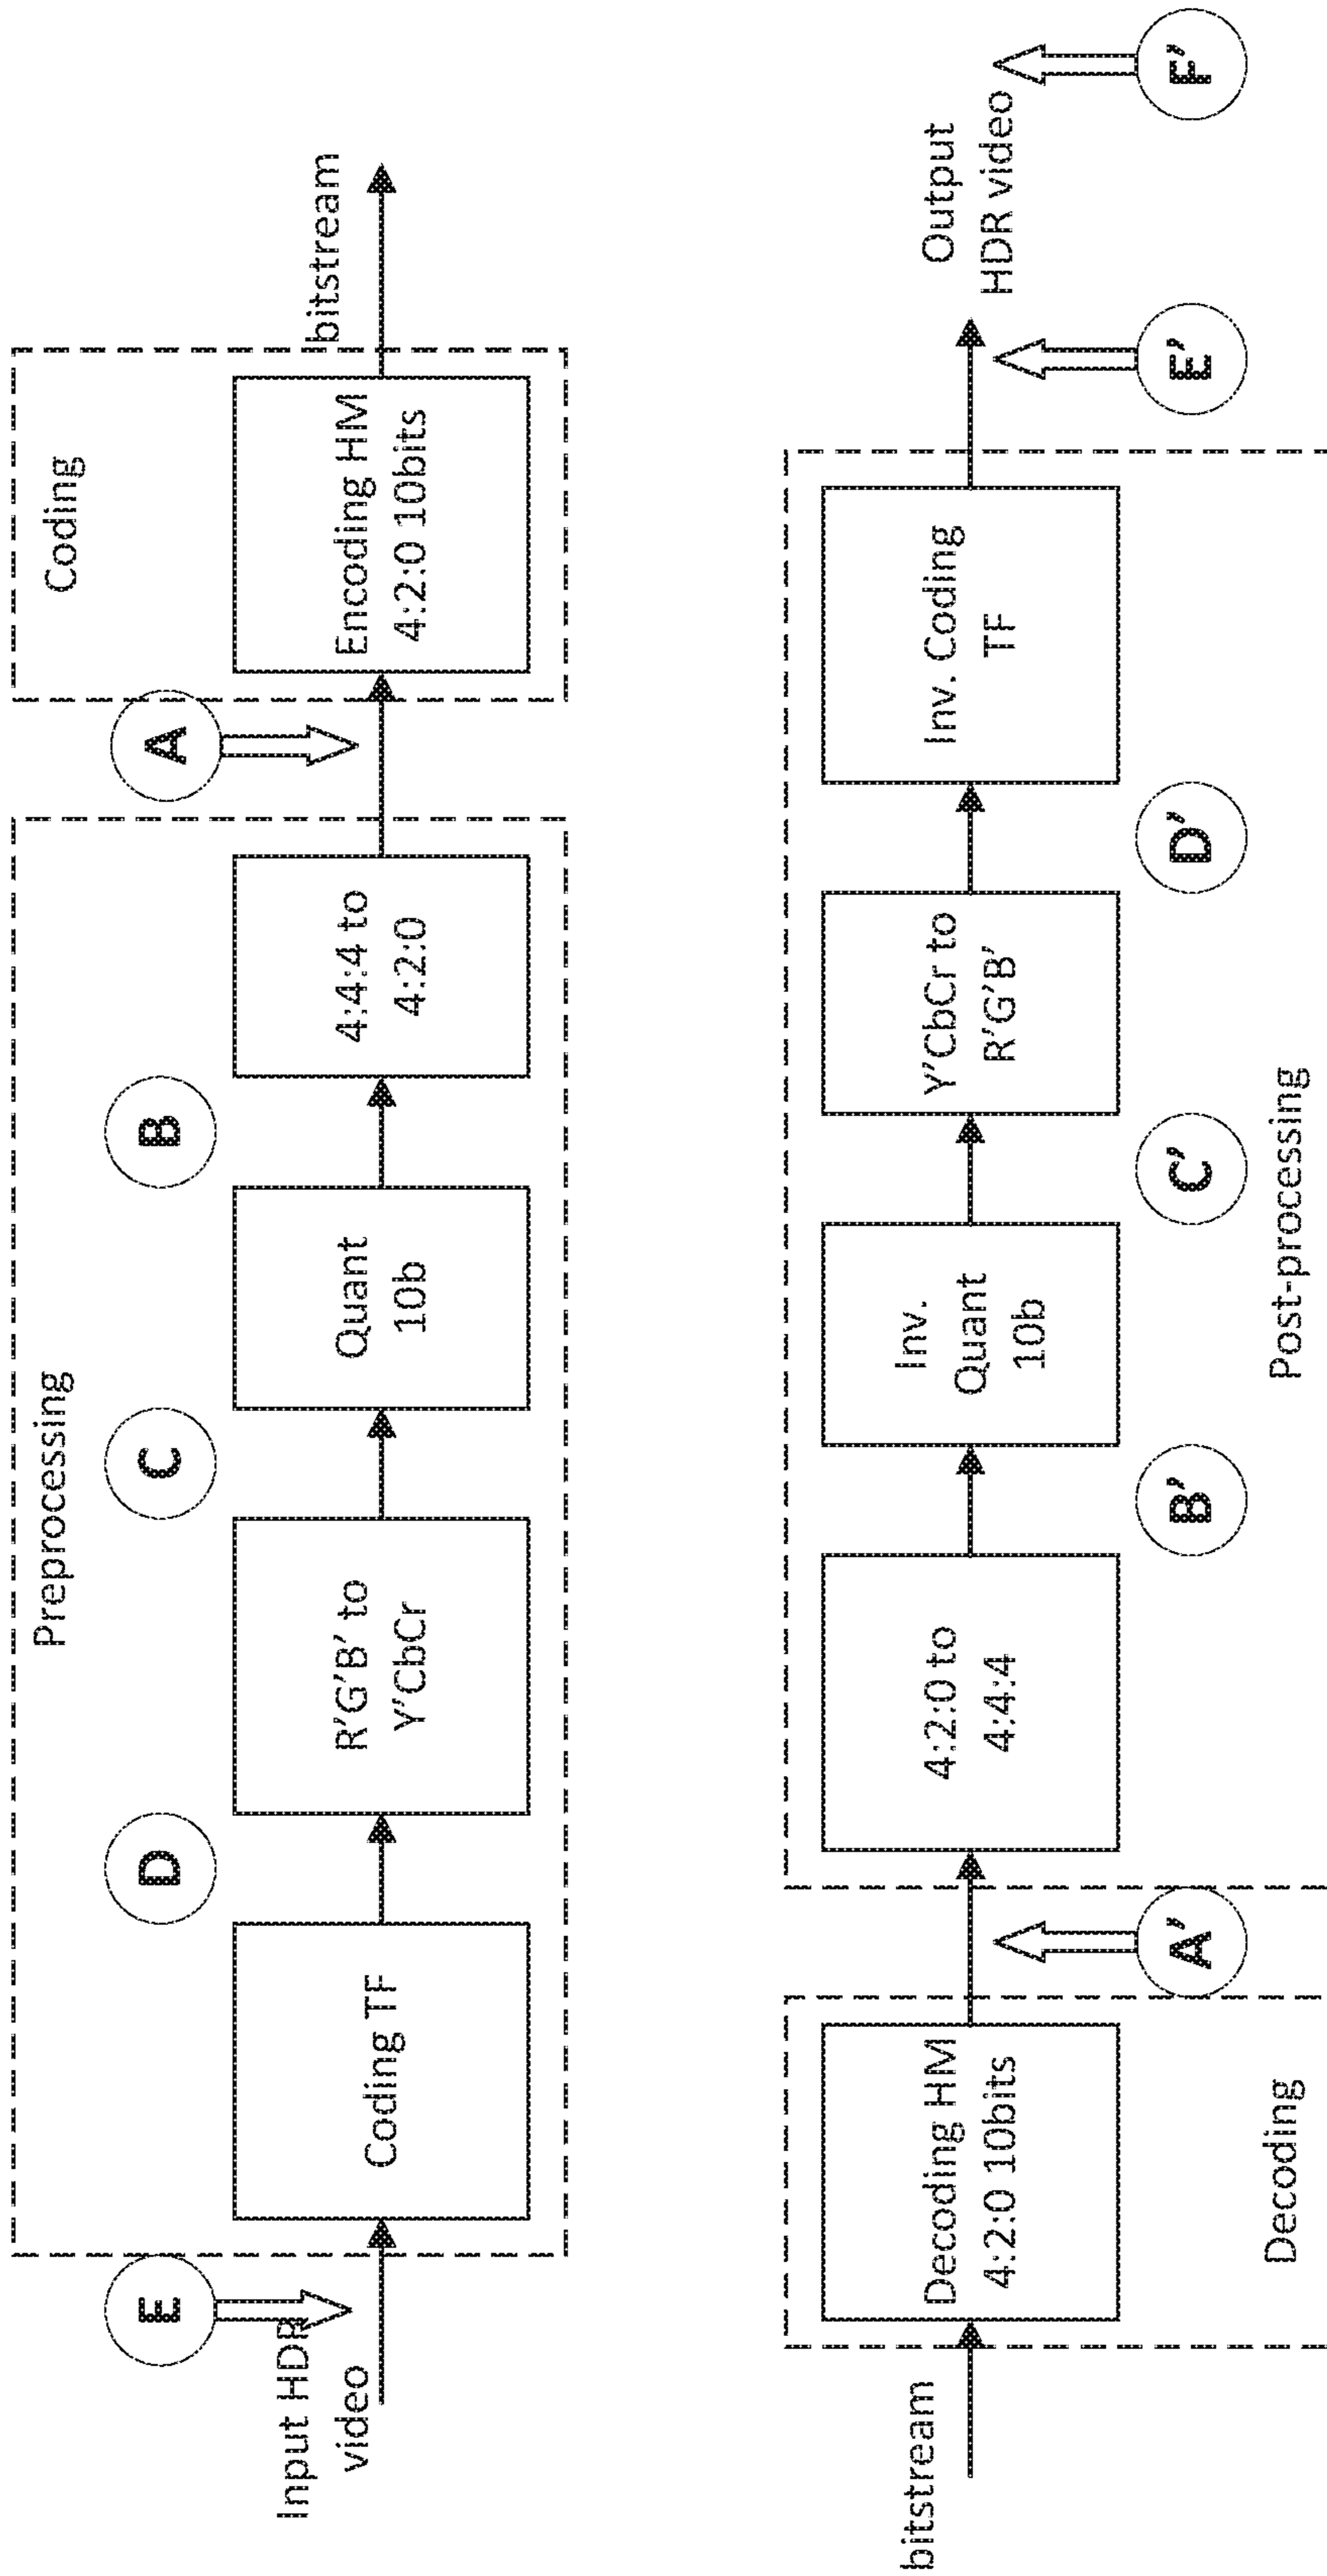 Preprocessing
Coding
E
D
C
B
A
Input HDR
video
Coding TF
R'G'B' to
Y'CbCr
Quant
10b
4:4:4 to
4:2:0
Encoding HM
4:2:0 10bits
bitstream
bitstream
Decoding HM
4:2:0 10bits
4:2:0 to
4:4:4
Inv.
Quant
10b
Y'CbCr to
R'G'B'
Inv. Coding
TF
Output
HDR video
A'
B'
C'
D'
E'
F'
Decoding
Post-processing